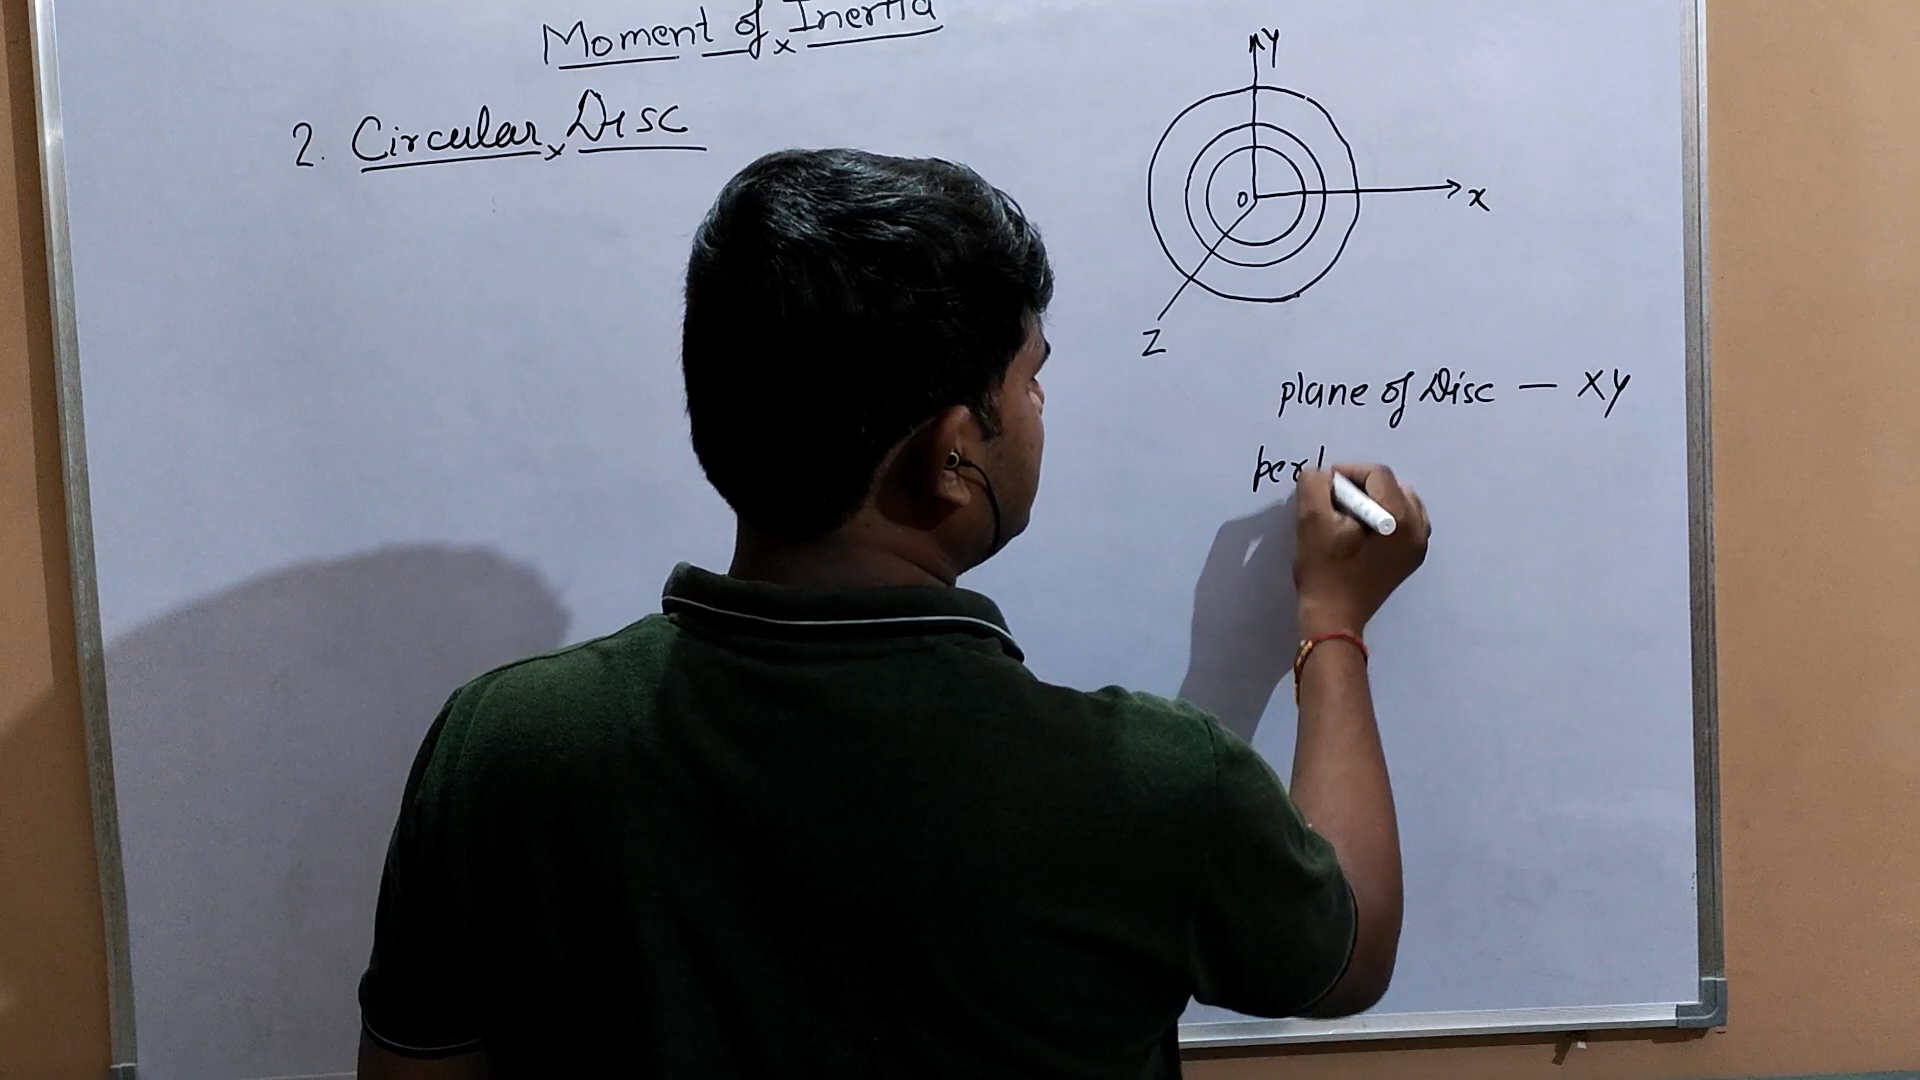 Moment of Inertia
2. Circular Disc
Y
O
X
Z
plane of Disc — XY